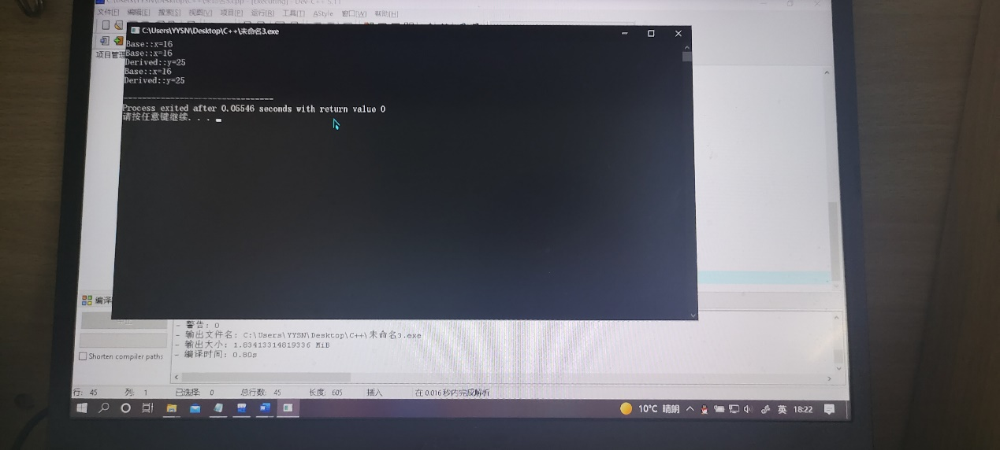 文件[F] 编辑[E] 搜索[S] 视图[V] 项目[P] 运行[R] 工具[T] AStyle 窗口[W] 帮助[H]
C:\Users\YYSN\Desktop\C++\未命名3.exe
项目管理
Base::x=16
Base::x=16
Derived::y=25
Base::x=16
Derived::y=25
--------------------------------
Process exited after 0.05546 seconds with return value 0
请按任意键继续. . .
编译
- 警告: 0
- 输出文件名: C:\Users\YYSN\Desktop\C++\未命名3.exe
- 输出大小: 1.83413314819336 MiB
- 编译时间: 0.80s
Shorten compiler paths
行: 45 列: 1 已选择: 0 总行数: 45 长度: 605 插入 在 0.016 秒内完成解析
10°C 晴朗 英 18:22